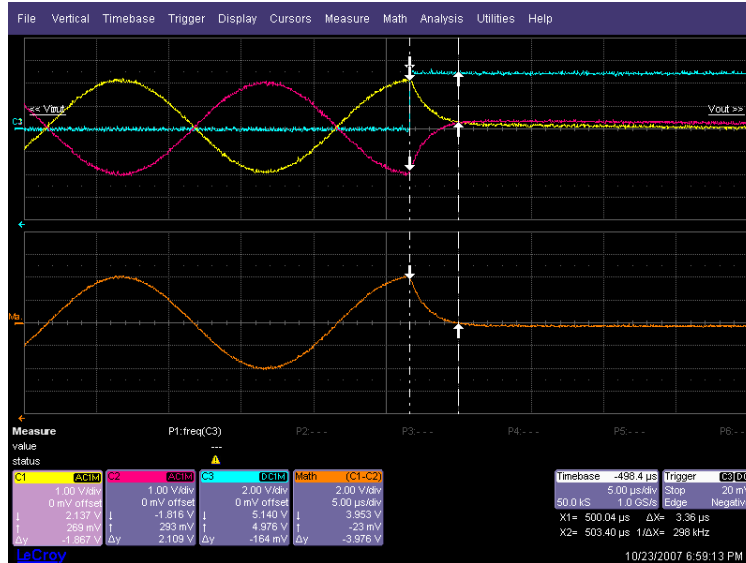 File Vertical Timebase Trigger Display Cursors Measure Math Analysis Utilities Help
<< Vinut
Vout >>
C3
Ma.
Measure P1:freq(C3) P2:- - - P3:- - - P4:- - - P5:- - - P6:- -
value ---
status
C1 AC1M C2 AC1M C3 DC1M Math (C1-C2)
1.00 V/div 1.00 V/div 2.00 V/div 2.00 V/div
0 mV offset 0 mV offset 0 mV offset 5.00 µs/div
↓ 2.137 V ↓ -1.816 V ↓ 5.140 V ↓ 3.953 V
↑ 269 mV ↑ 293 mV ↑ 4.976 V ↑ -23 mV
Δy -1.867 V Δy 2.109 V Δy -164 mV Δy -3.976 V
Timebase -498.4 µs Trigger C3 DC
5.00 µs/div Stop 20 m
50.0 kS 1.0 GS/s Edge Negativ
X1= 500.04 µs ΔX= 3.36 µs
X2= 503.40 µs 1/ΔX= 298 kHz
LeCroy
10/23/2007 6:59:13 PM